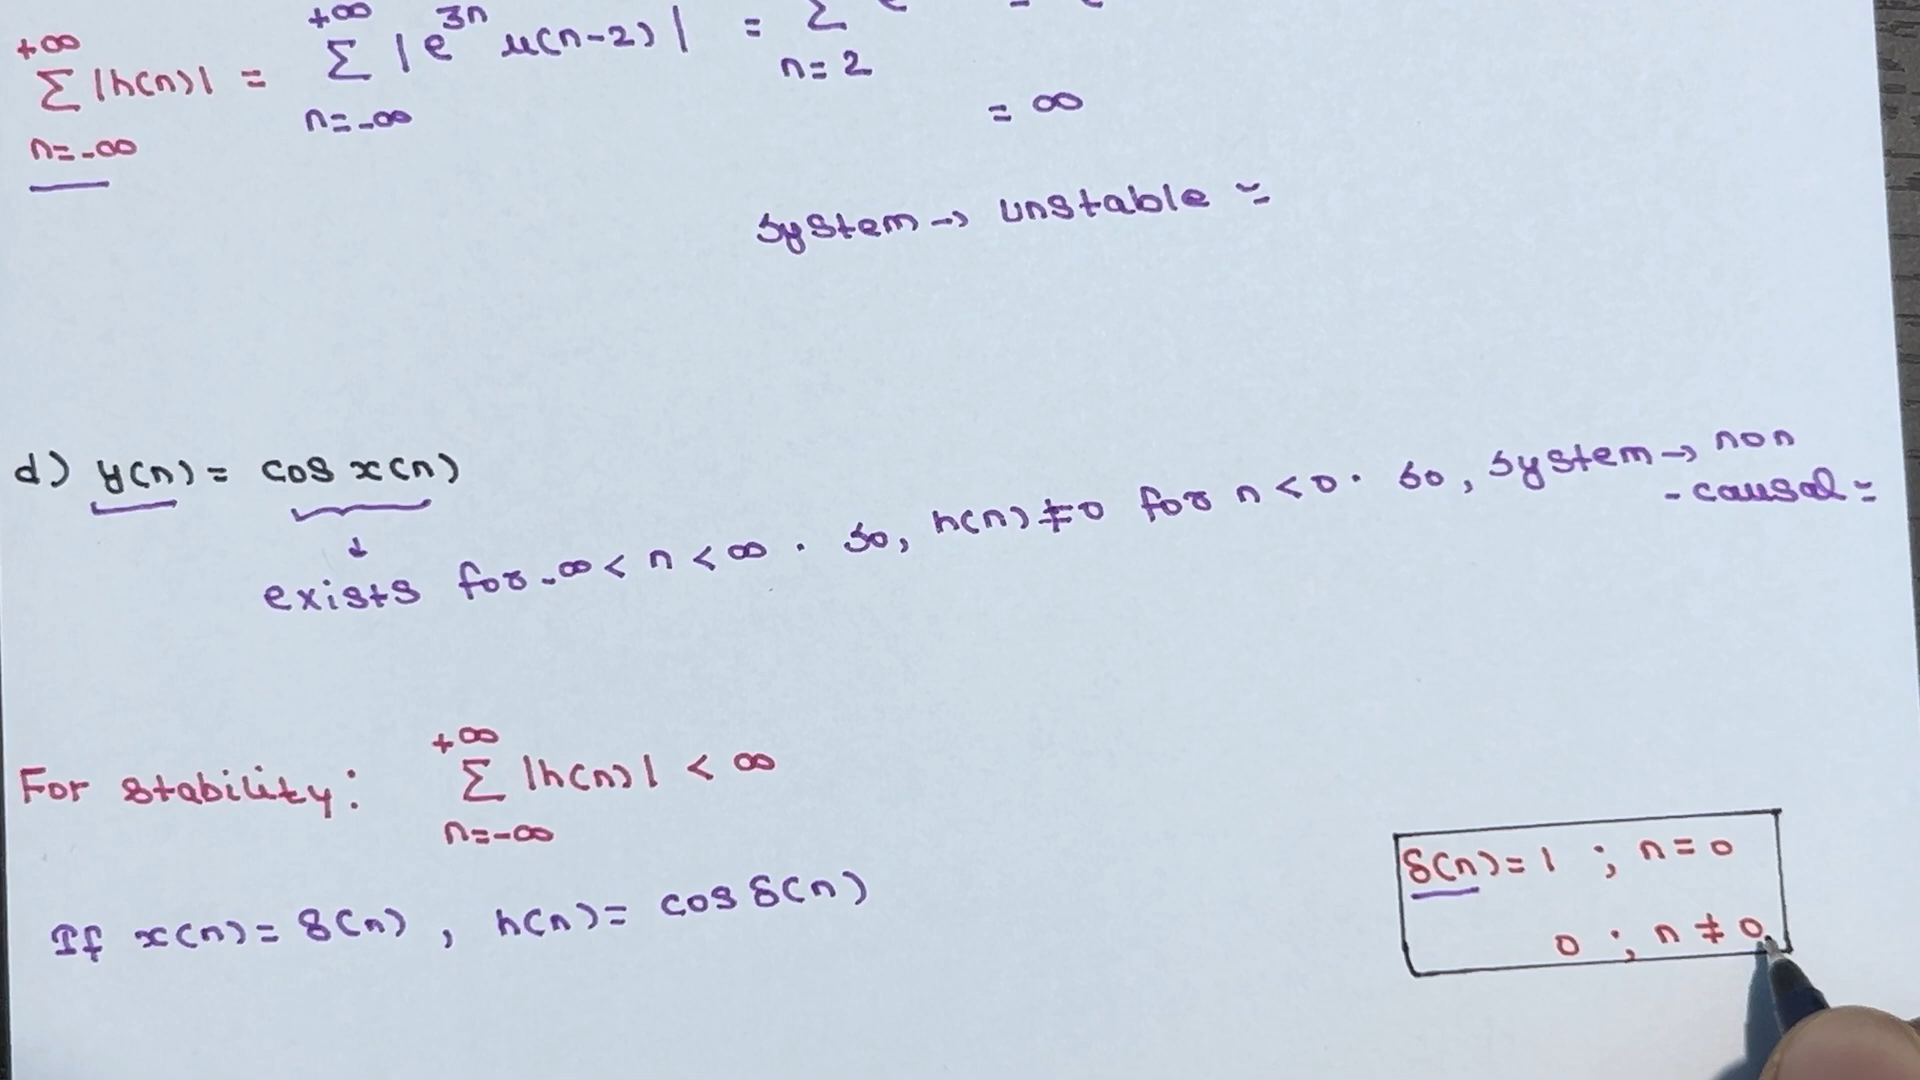 +∞
Σ |h(n)| =
n=-∞
+∞
Σ |e^3n u(n-2)| = Σ
n=-∞
n=2
= ∞
System → unstable =
d) y(n) = cos x(n)
↓
exists for -∞ < n < ∞ . So, h(n) ≠ 0 for n < 0 . So, System → non
- causal =
For stability: +∞
Σ |h(n)| < ∞
n=-∞
If x(n) = δ(n) , h(n) = cos δ(n)
δ(n) = 1 ; n = 0
0 ; n ≠ 0